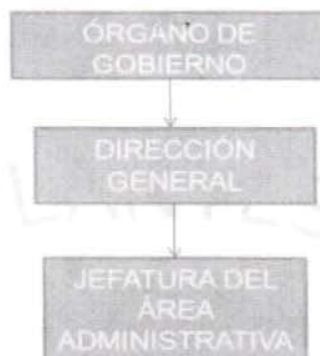 ÓRGANO DE
GOBIERNO
DIRECCIÓN
GENERAL
JEFATURA DEL
ÁREA
ADMINISTRATIVA